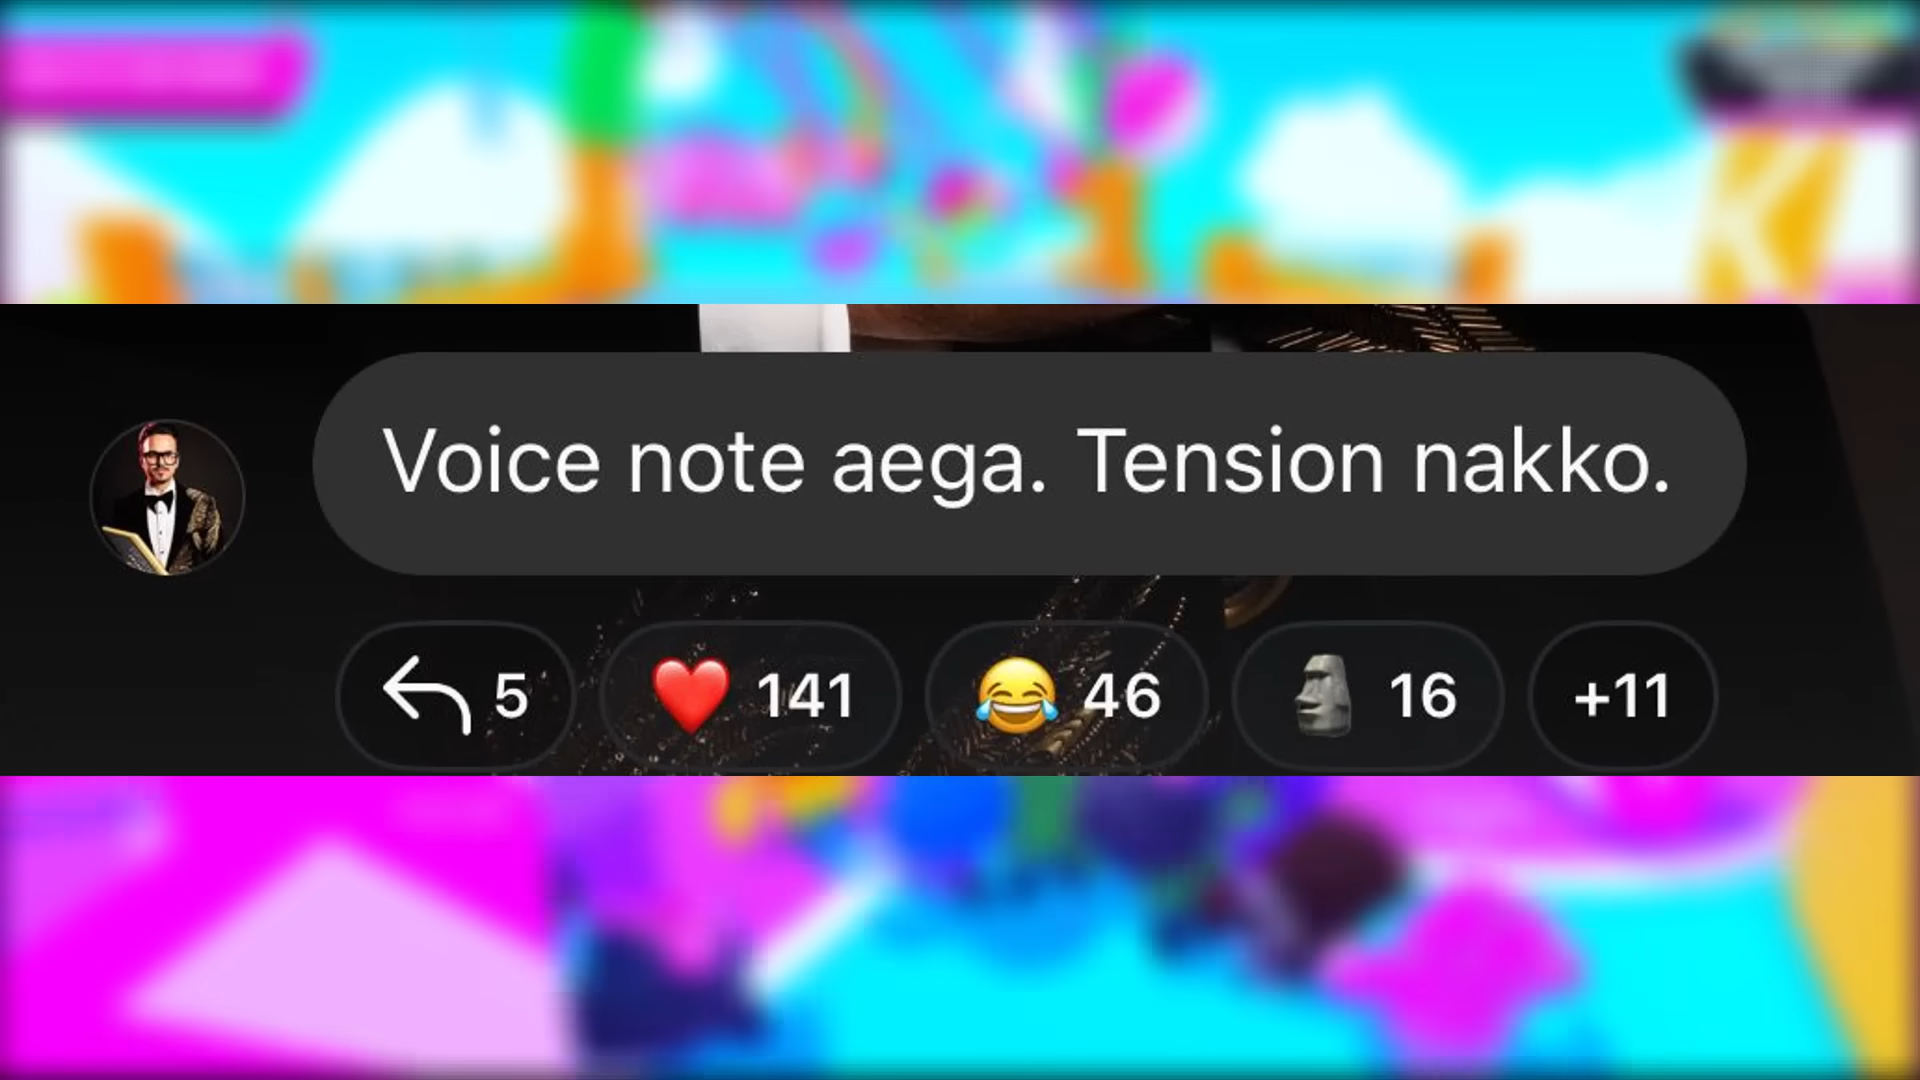 Voice note aega. Tension nakko.
5 ❤️ 141 😂 46 🗿 16 +11